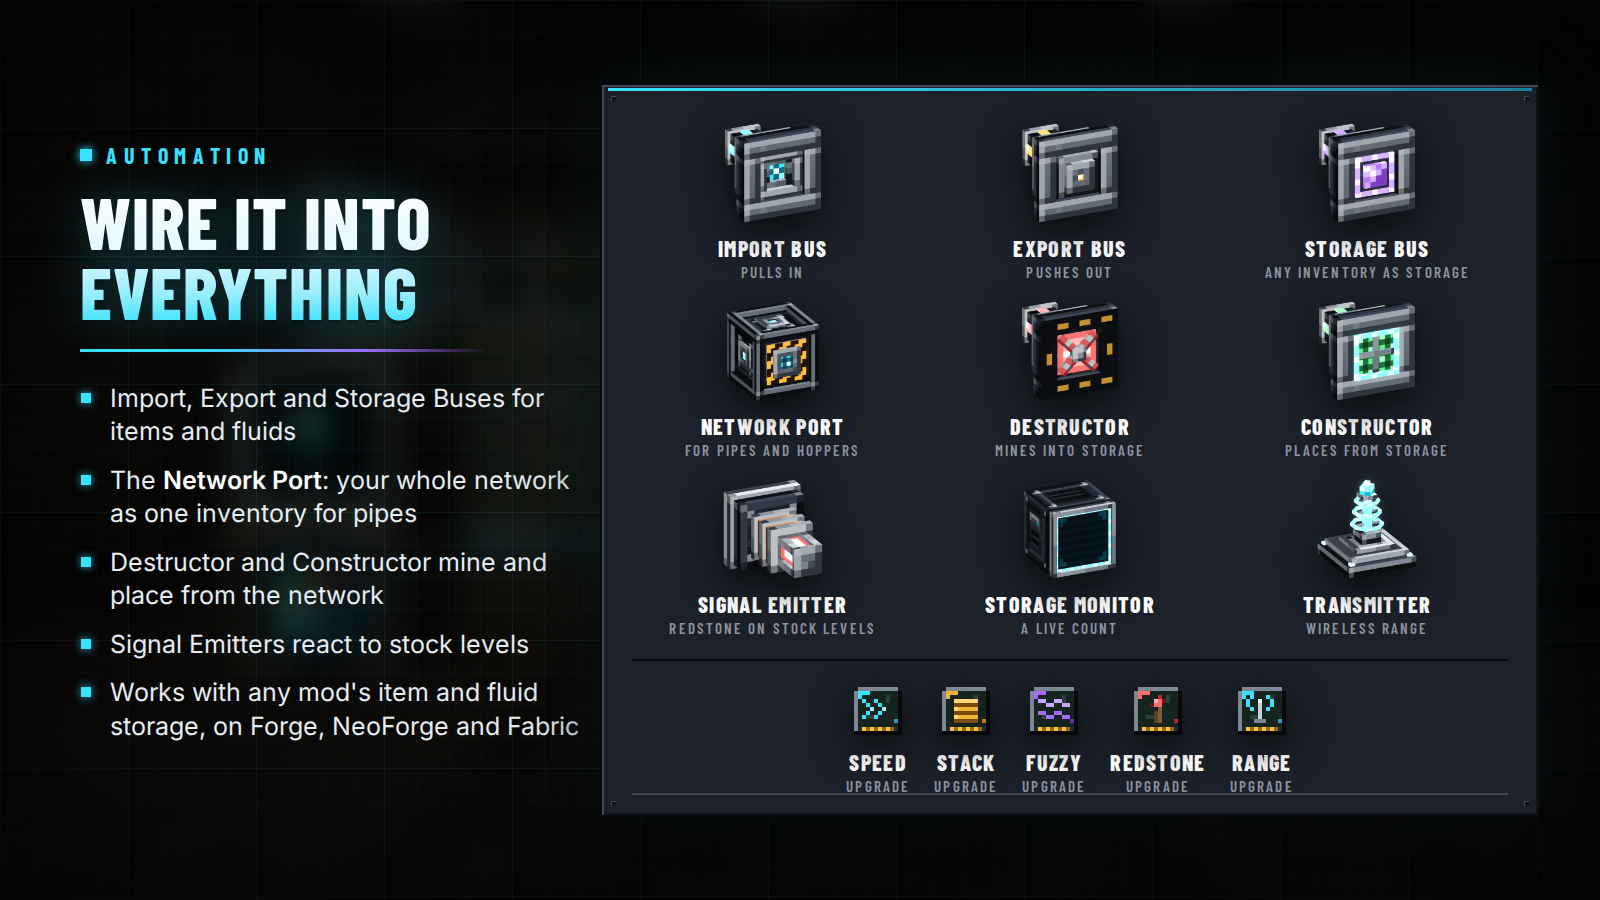 AUTOMATION
WIRE IT INTO
EVERYTHING
Import, Export and Storage Buses for
items and fluids
The Network Port: your whole network
as one inventory for pipes
Destructor and Constructor mine and
place from the network
Signal Emitters react to stock levels
Works with any mod's item and fluid
storage, on Forge, NeoForge and Fabric
IMPORT BUS
PULLS IN
EXPORT BUS
PUSHES OUT
STORAGE BUS
ANY INVENTORY AS STORAGE
NETWORK PORT
FOR PIPES AND HOPPERS
DESTRUCTOR
MINES INTO STORAGE
CONSTRUCTOR
PLACES FROM STORAGE
SIGNAL EMITTER
REDSTONE ON STOCK LEVELS
STORAGE MONITOR
A LIVE COUNT
TRANSMITTER
WIRELESS RANGE
SPEED
UPGRADE
STACK
UPGRADE
FUZZY
UPGRADE
REDSTONE
UPGRADE
RANGE
UPGRADE